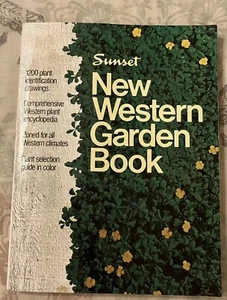 Sunset
New
Western
Garden
Book
1200 plant
identification
drawings
Comprehensive
Western plant
encyclopedia
Zoned for all
Western climates
Plant selection
guide in color